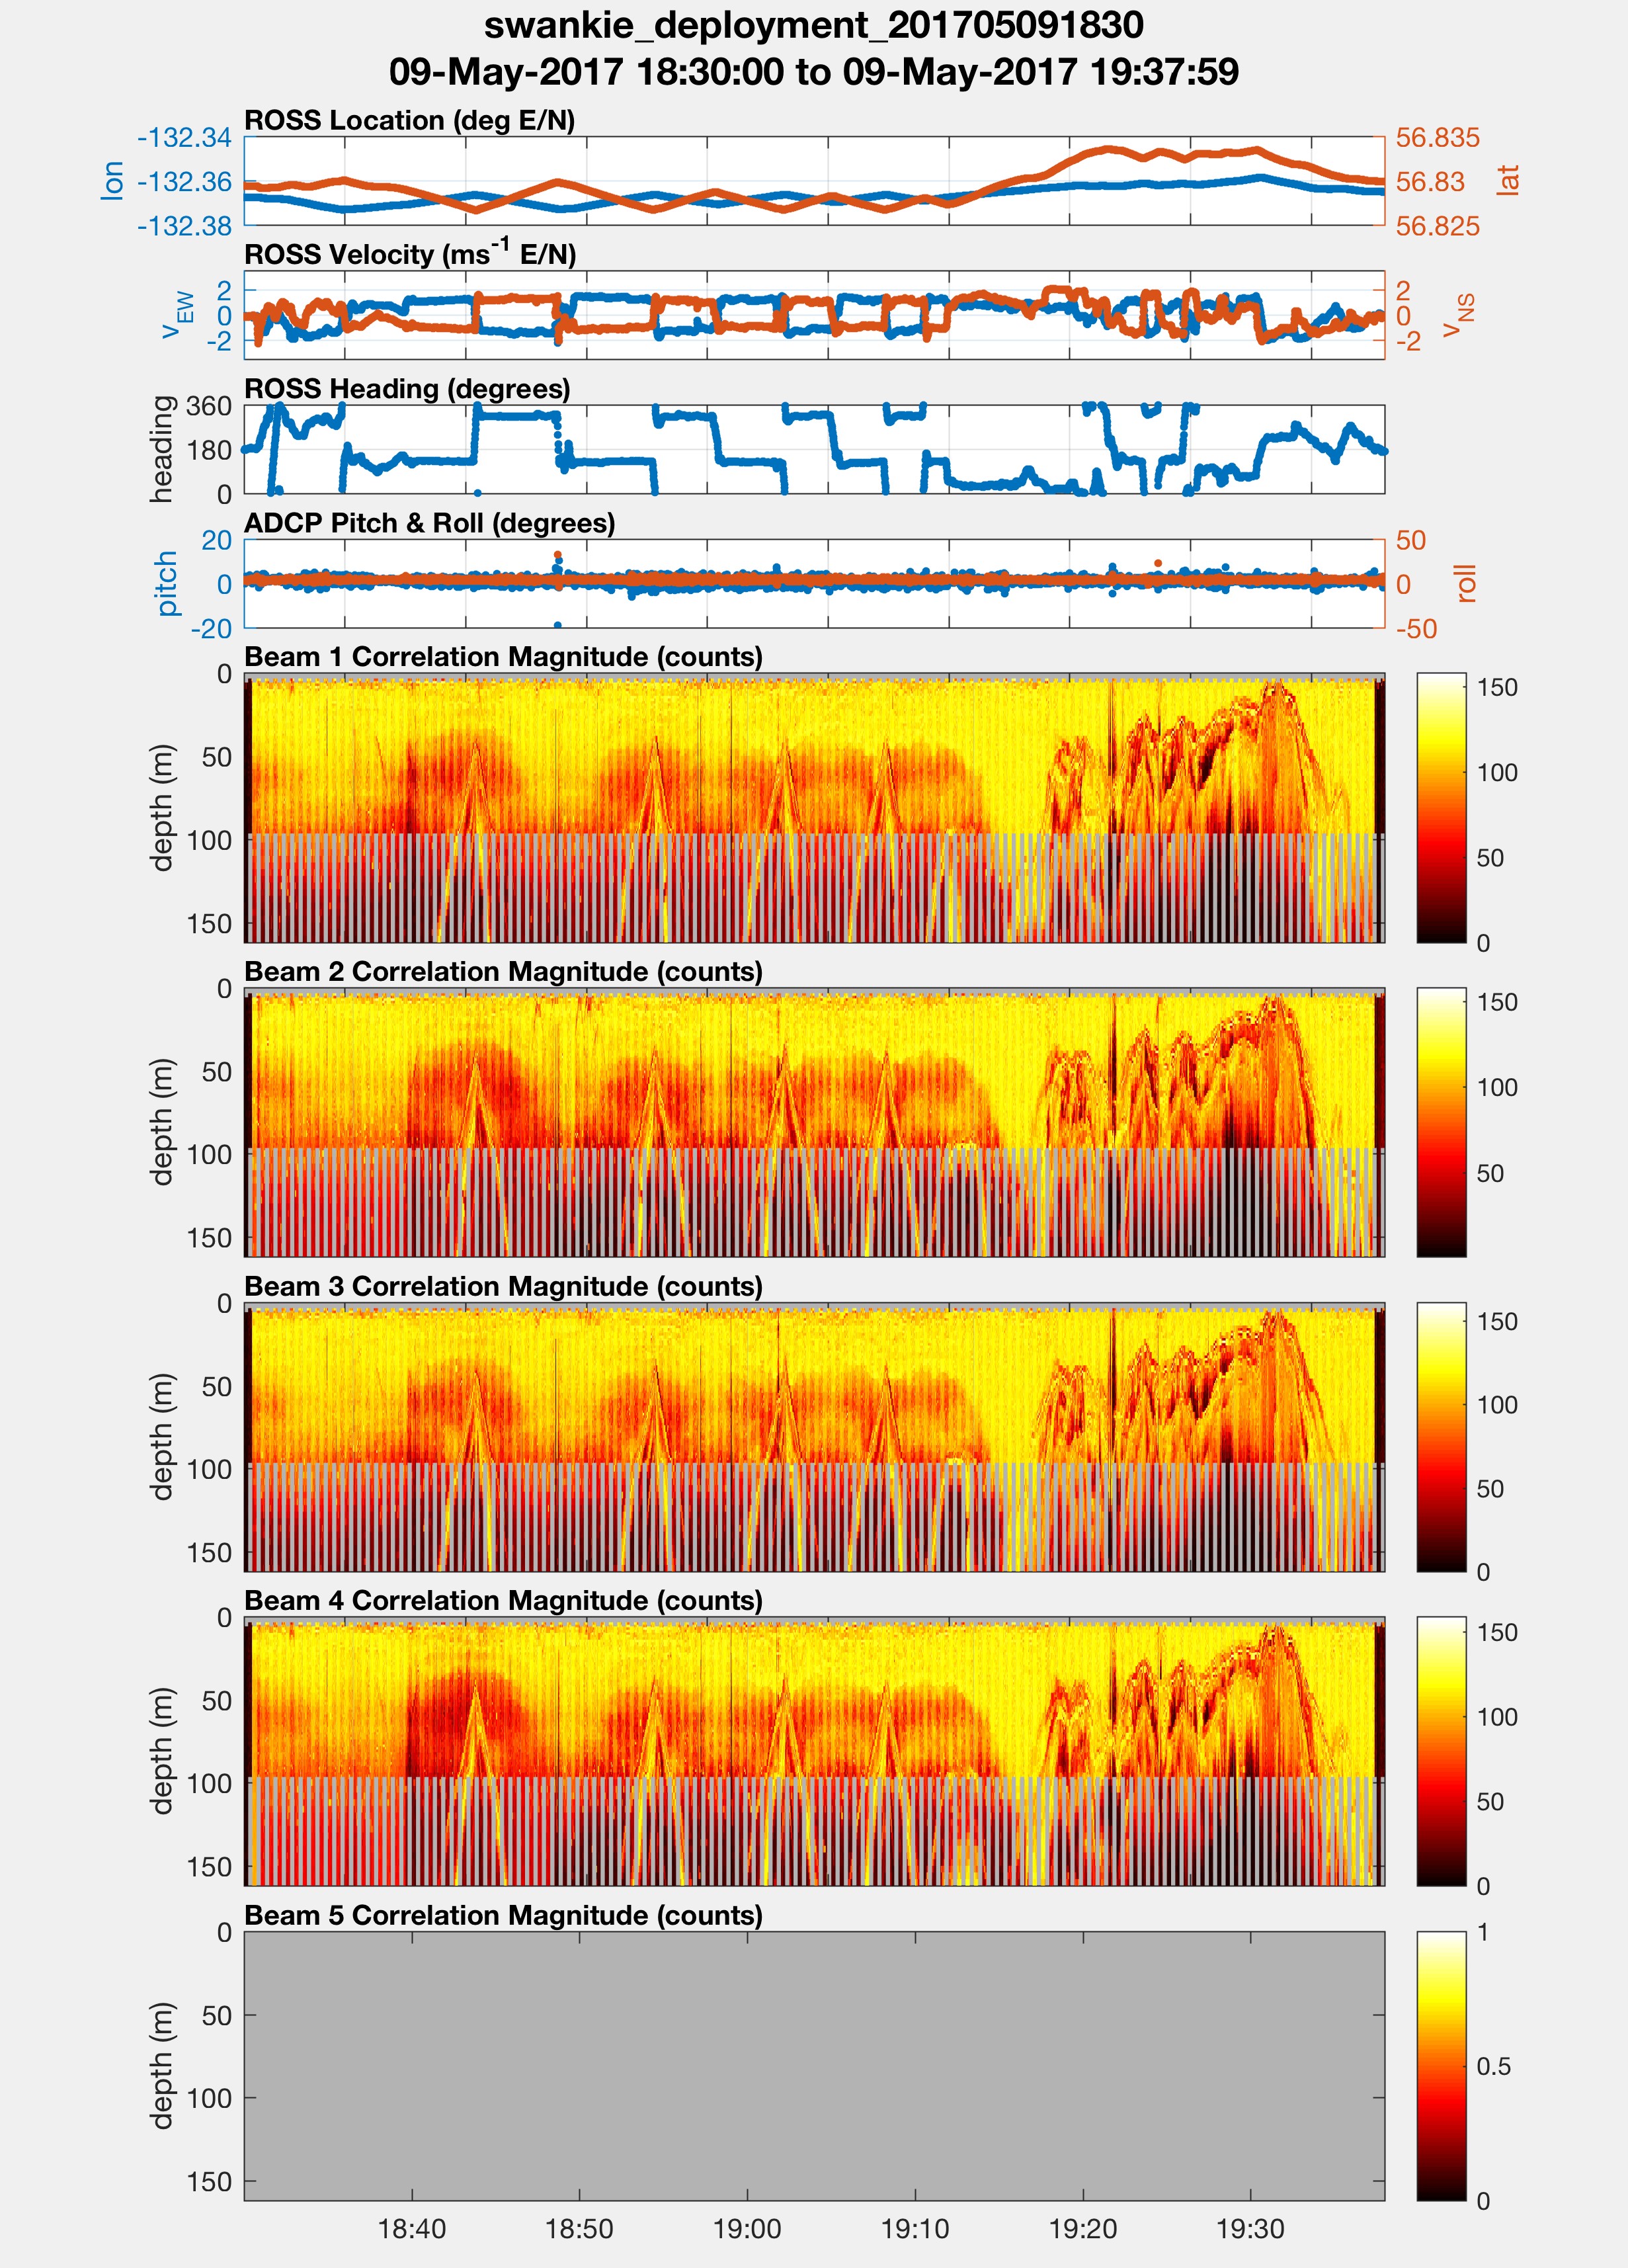 swankie_deployment_201705091830
09-May-2017 18:30:00 to 09-May-2017 19:37:59
ROSS Location (deg E/N)
-132.34
-132.36
-132.38
lon
56.835
56.83
56.825
lat
ROSS Velocity (ms-1 E/N)
2
0
-2
vEW
2
0
-2
vNS
ROSS Heading (degrees)
360
180
0
heading
ADCP Pitch & Roll (degrees)
20
0
-20
pitch
50
0
-50
roll
Beam 1 Correlation Magnitude (counts)
0
50
100
150
depth (m)
150
100
50
0
Beam 2 Correlation Magnitude (counts)
0
50
100
150
depth (m)
150
100
50
Beam 3 Correlation Magnitude (counts)
0
50
100
150
depth (m)
150
100
50
0
Beam 4 Correlation Magnitude (counts)
0
50
100
150
depth (m)
150
100
50
0
Beam 5 Correlation Magnitude (counts)
0
50
100
150
depth (m)
1
0.5
0
18:40 18:50 19:00 19:10 19:20 19:30